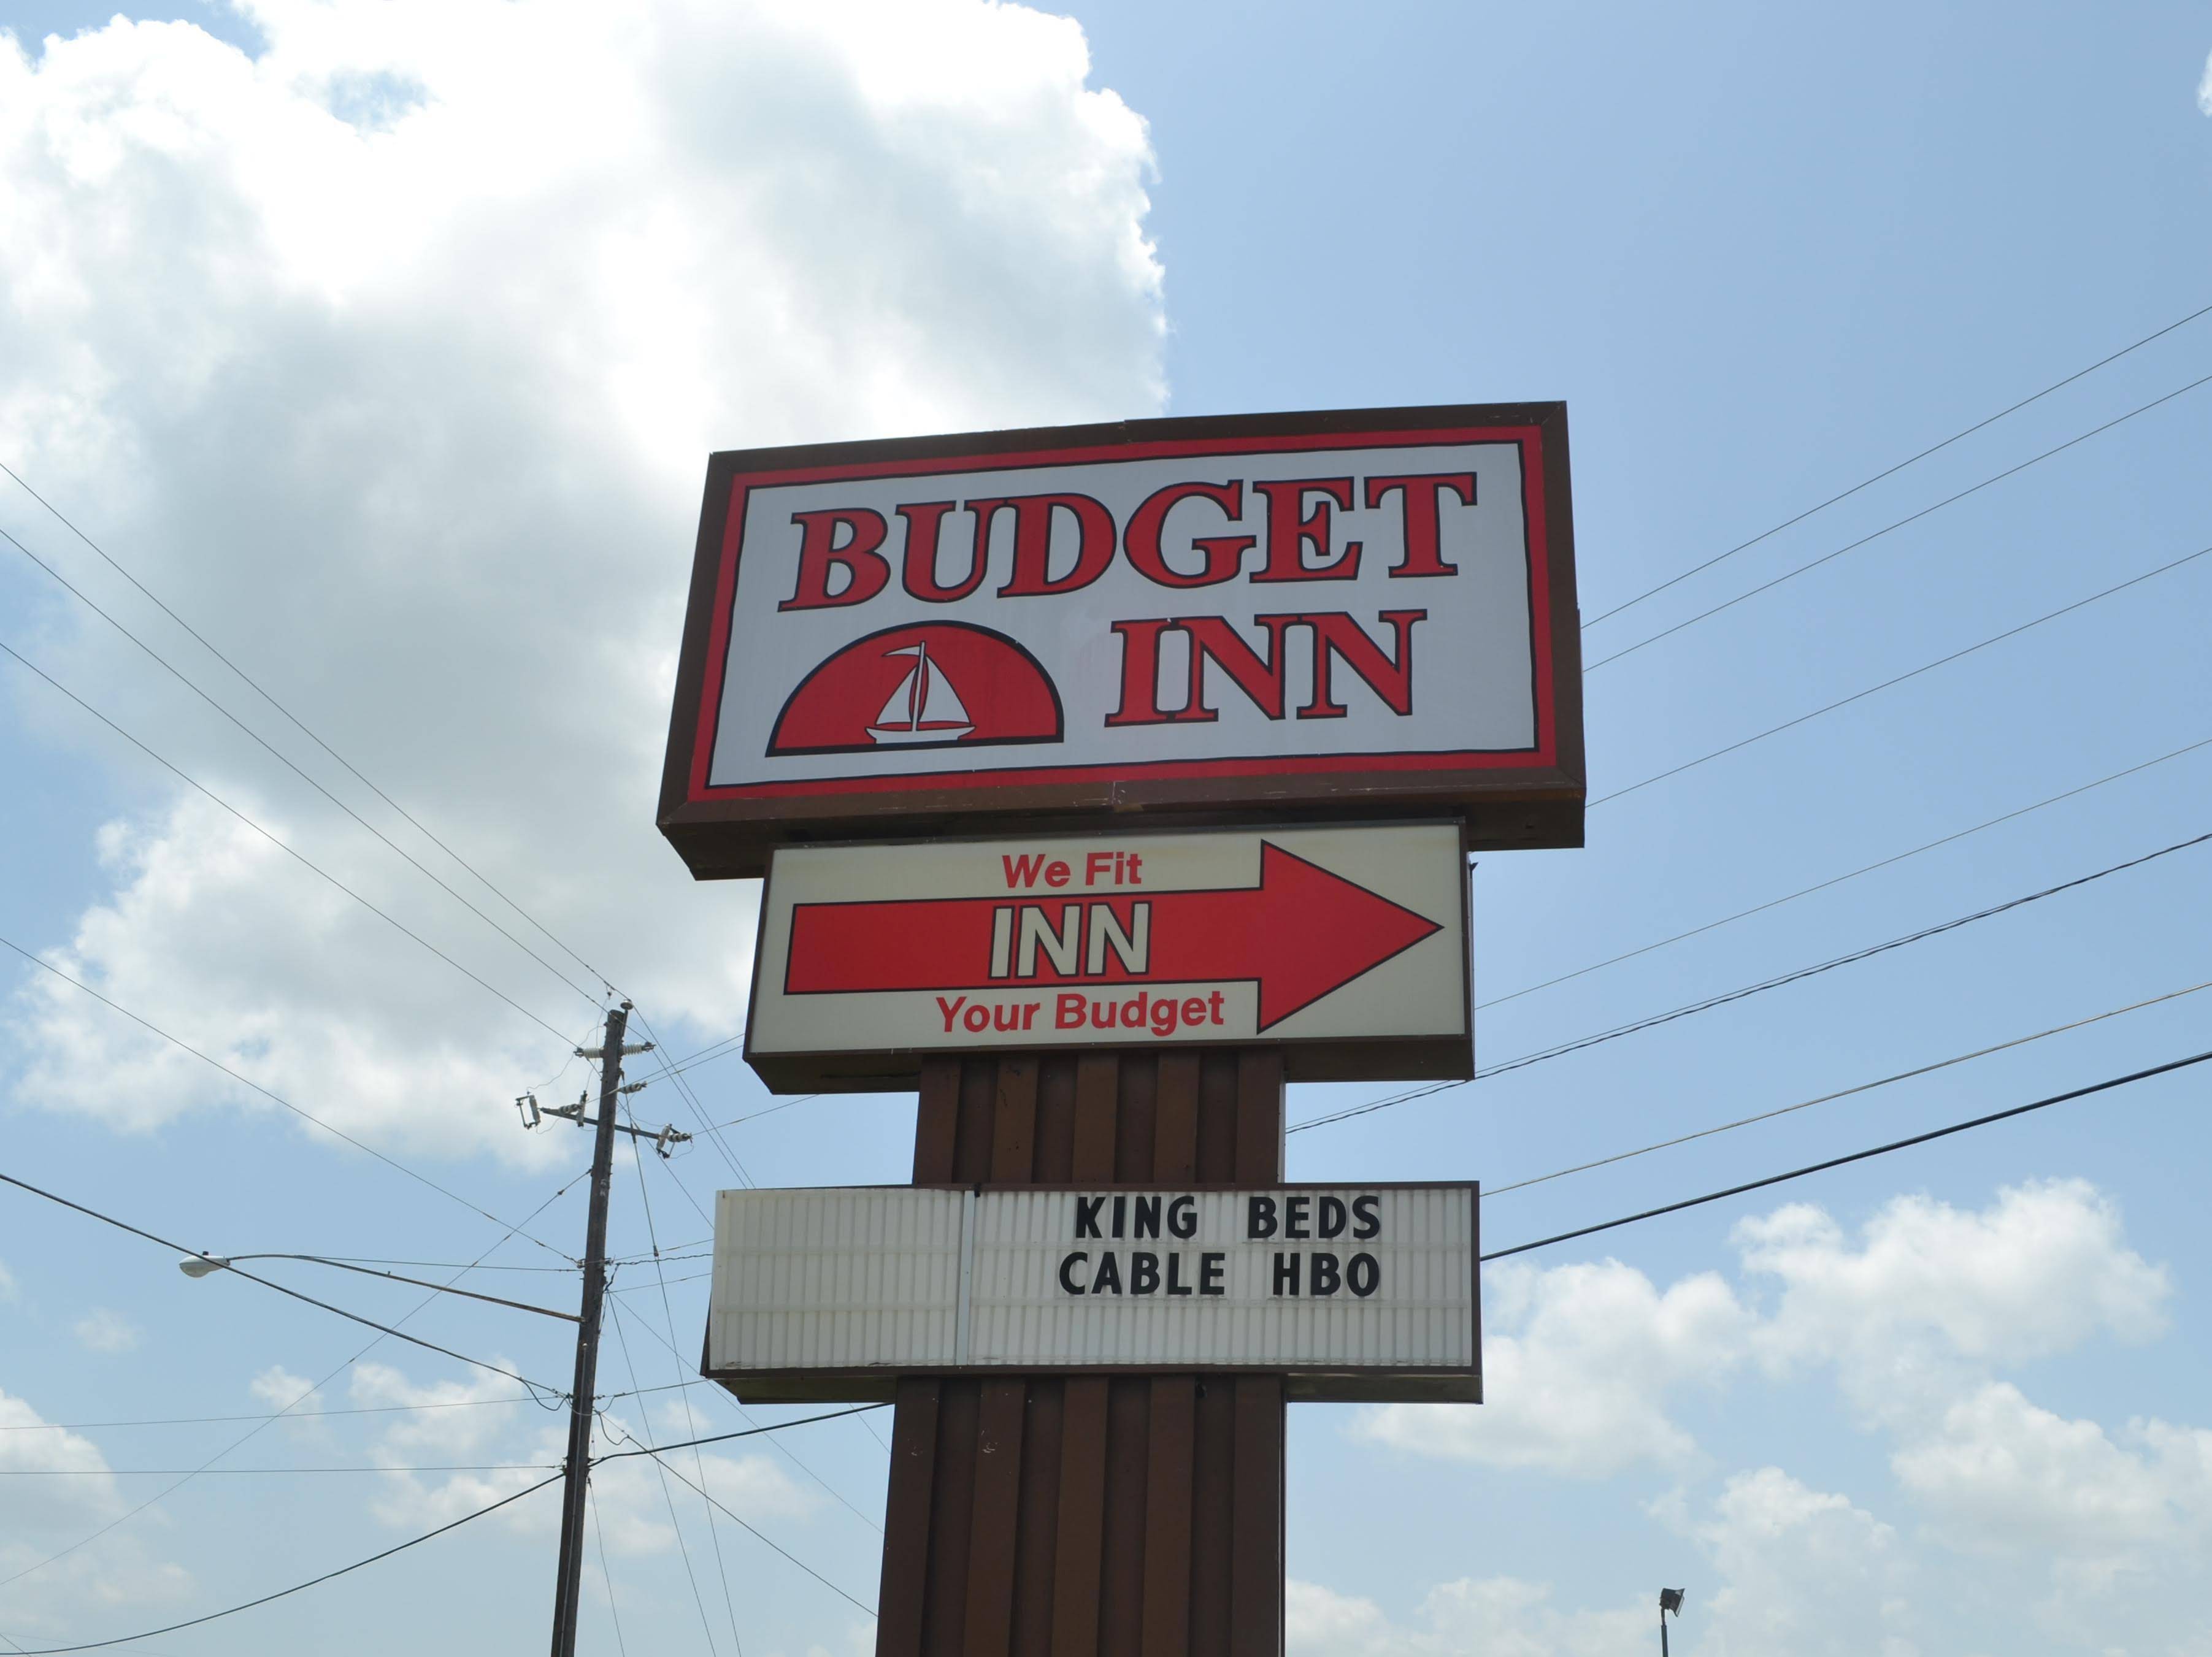 BUDGET
INN
We Fit
INN
Your Budget
KING BEDS
CABLE HBO